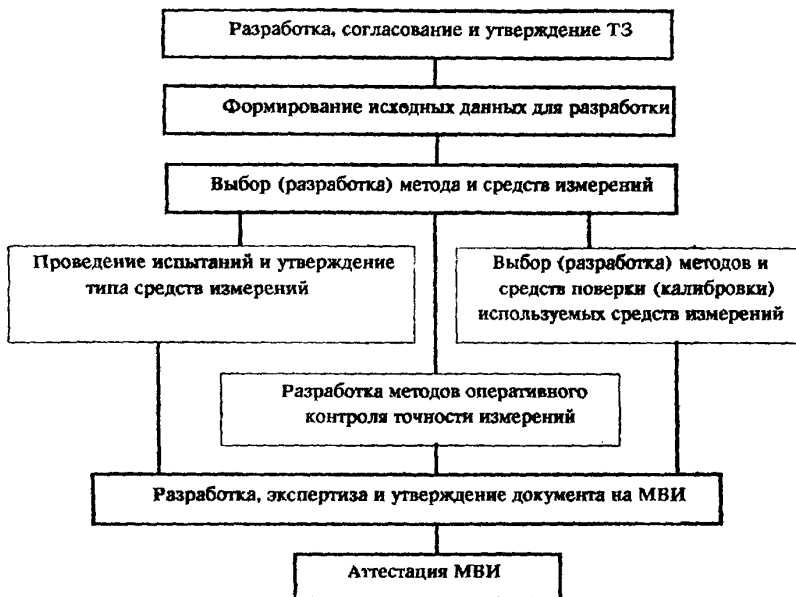 Разработка, согласование и утверждение ТЗ
Формирование исходных данных для разработки
Выбор (разработка) метода и средств измерений
Проведение испытаний и утверждение
типа средств измерений
Выбор (разработка) методов и
средств поверки (калибровки)
используемых средств измерений
Разработка методов оперативного
контроля точности измерений
Разработка, экспертиза и утверждение документа на МВИ
Аттестация МВИ